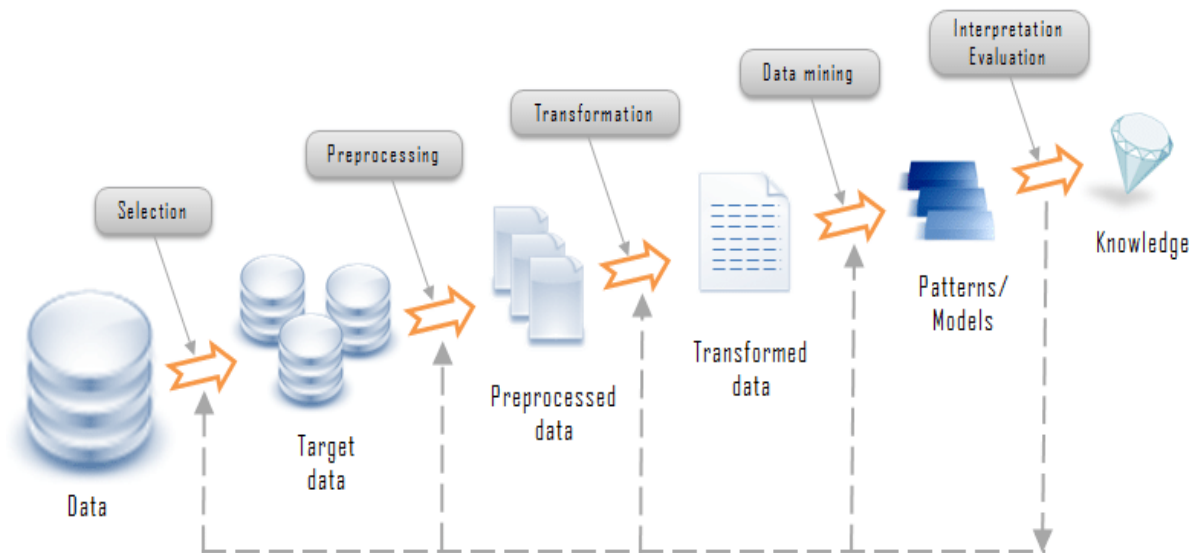 Interpretation
Evaluation
Data mining
Transformation
Preprocessing
Selection
Knowledge
Patterns/
Models
Transformed
data
Preprocessed
data
Target
data
Data